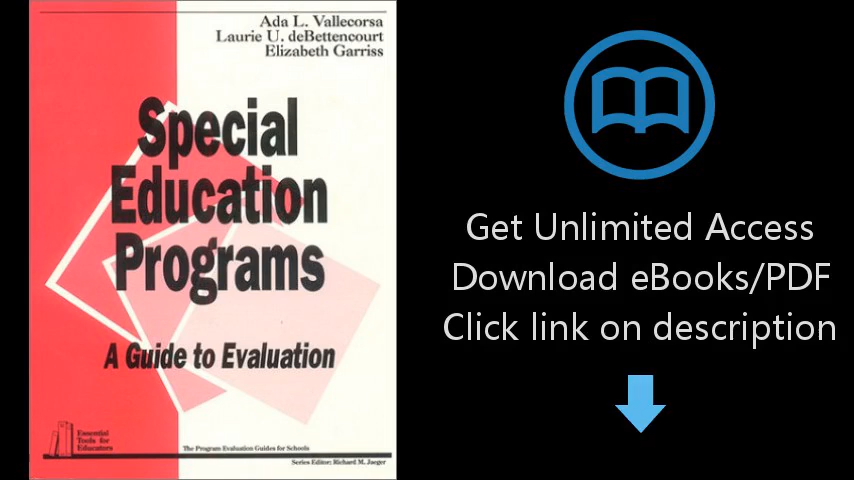 Ada L. Vallecorsa
Laurie U. deBettencourt
Elizabeth Garriss
Special
Education
Programs
A Guide to Evaluation
Essential
Tools for
Educators
The Program Evaluation Guides for Schools
Series Editor: Richard M. Jaeger
Get Unlimited Access
Download eBooks/PDF
Click link on description